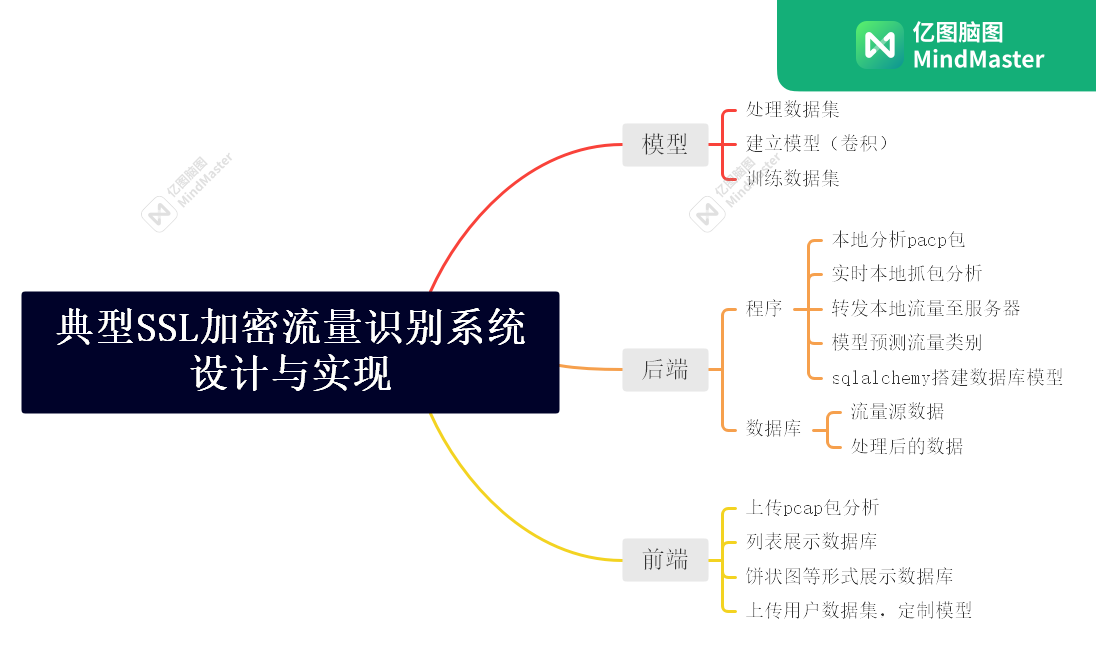 亿图脑图
MindMaster
处理数据集
模型
建立模型（卷积）
训练数据集
亿图脑图
MindMaster
亿图脑图
MindMaster
本地分析pacp包
实时本地抓包分析
程序
转发本地流量至服务器
模型预测流量类别
sqlalchemy搭建数据库模型
典型SSL加密流量识别系统
设计与实现
后端
数据库
流量源数据
处理后的数据
上传pcap包分析
列表展示数据库
前端
饼状图等形式展示数据库
上传用户数据集．定制模型